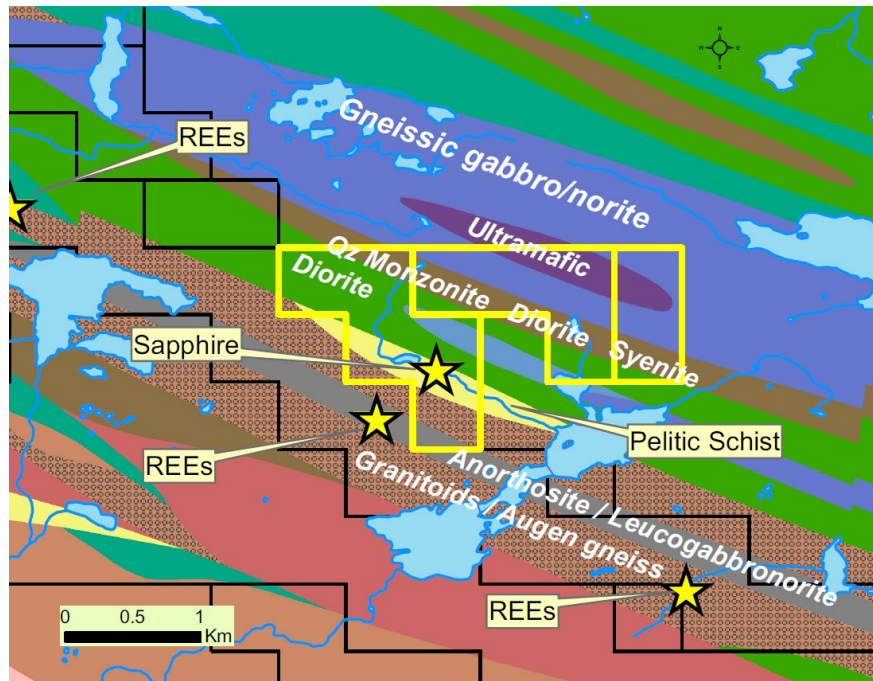 N
W
E
S
REEs
Gneissic gabbro/norite
Ultramafic
Qz Monzonite Diorite Syenite
Diorite
Sapphire
Pelitic Schist
REEs
Anorthosite / Leucogabbronorite
Granitoids / Augen gneiss
REEs
0 0.5 1
Km